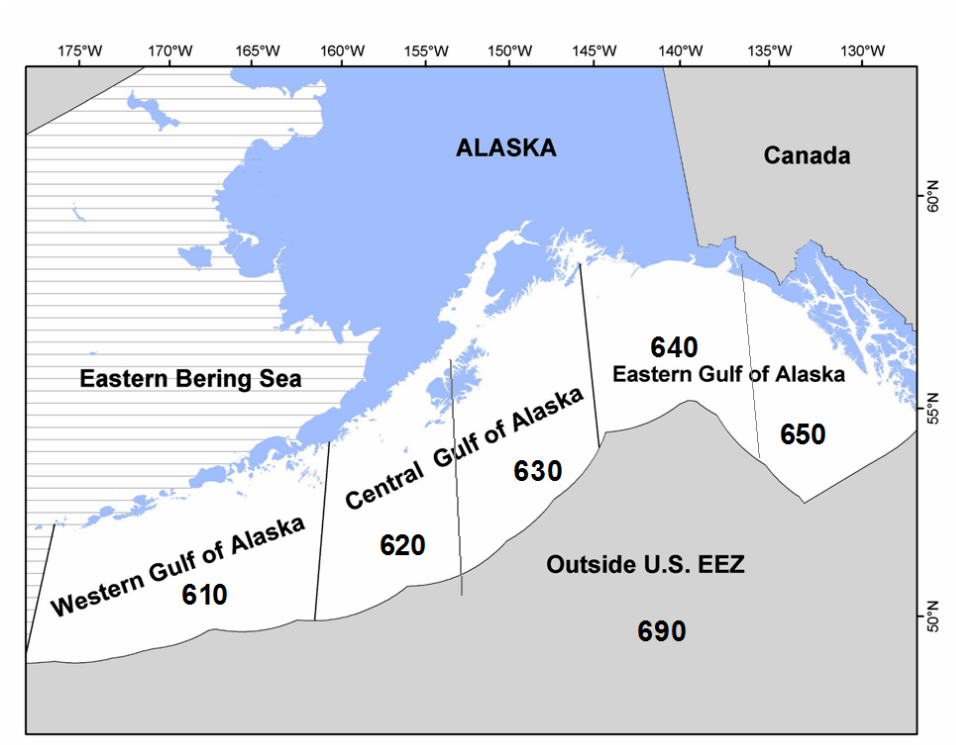 175°W 170°W 165°W 160°W 155°W 150°W 145°W 140°W 135°W 130°W
ALASKA
Canada
60°N
640
Eastern Bering Sea
Eastern Gulf of Alaska
55°N
Central Gulf of Alaska
650
630
620
Western Gulf of Alaska
610
Outside U.S. EEZ
50°N
690